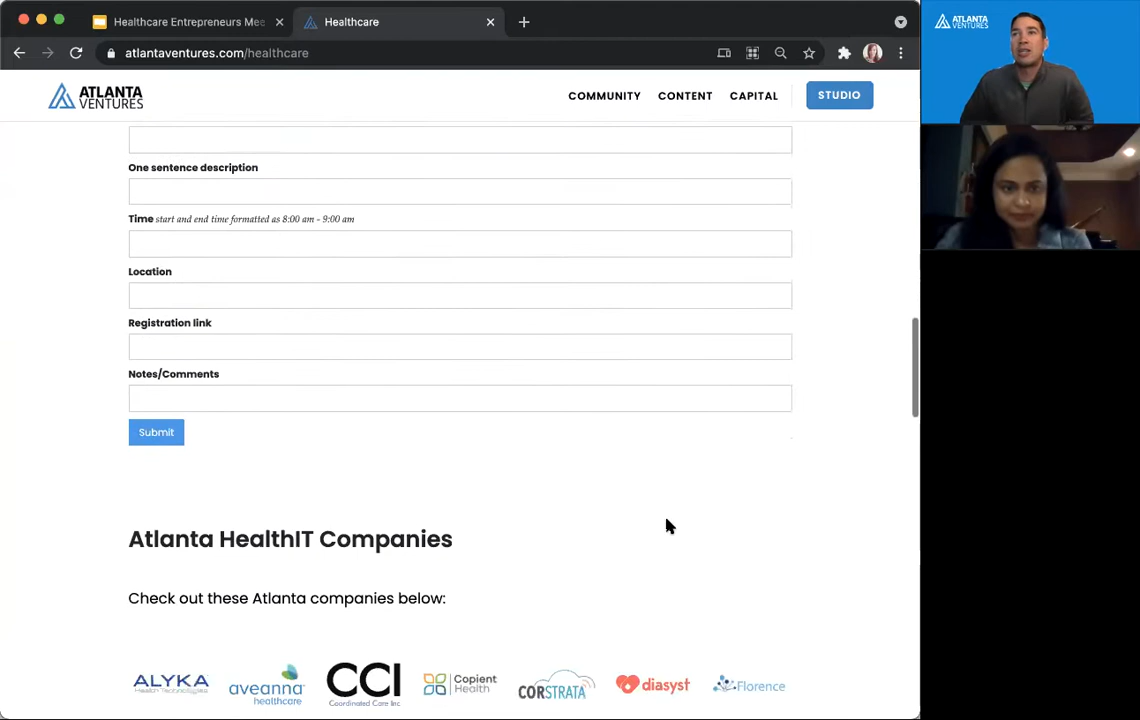 Healthcare Entrepreneurs Mee
Healthcare
atlantaventures.com/healthcare
ATLANTA
VENTURES
COMMUNITY
CONTENT
CAPITAL
STUDIO
One sentence description
Time start and end time formatted as 8:00 am - 9:00 am
Location
Registration link
Notes/Comments
Submit
Atlanta HealthIT Companies
Check out these Atlanta companies below:
ALYKA
Health Technologies
aveanna
healthcare
CCI
Coordinated Care Inc.
Copient
Health
CORSTRATA
diasyst
Florence
ATLANTA
VENTURES